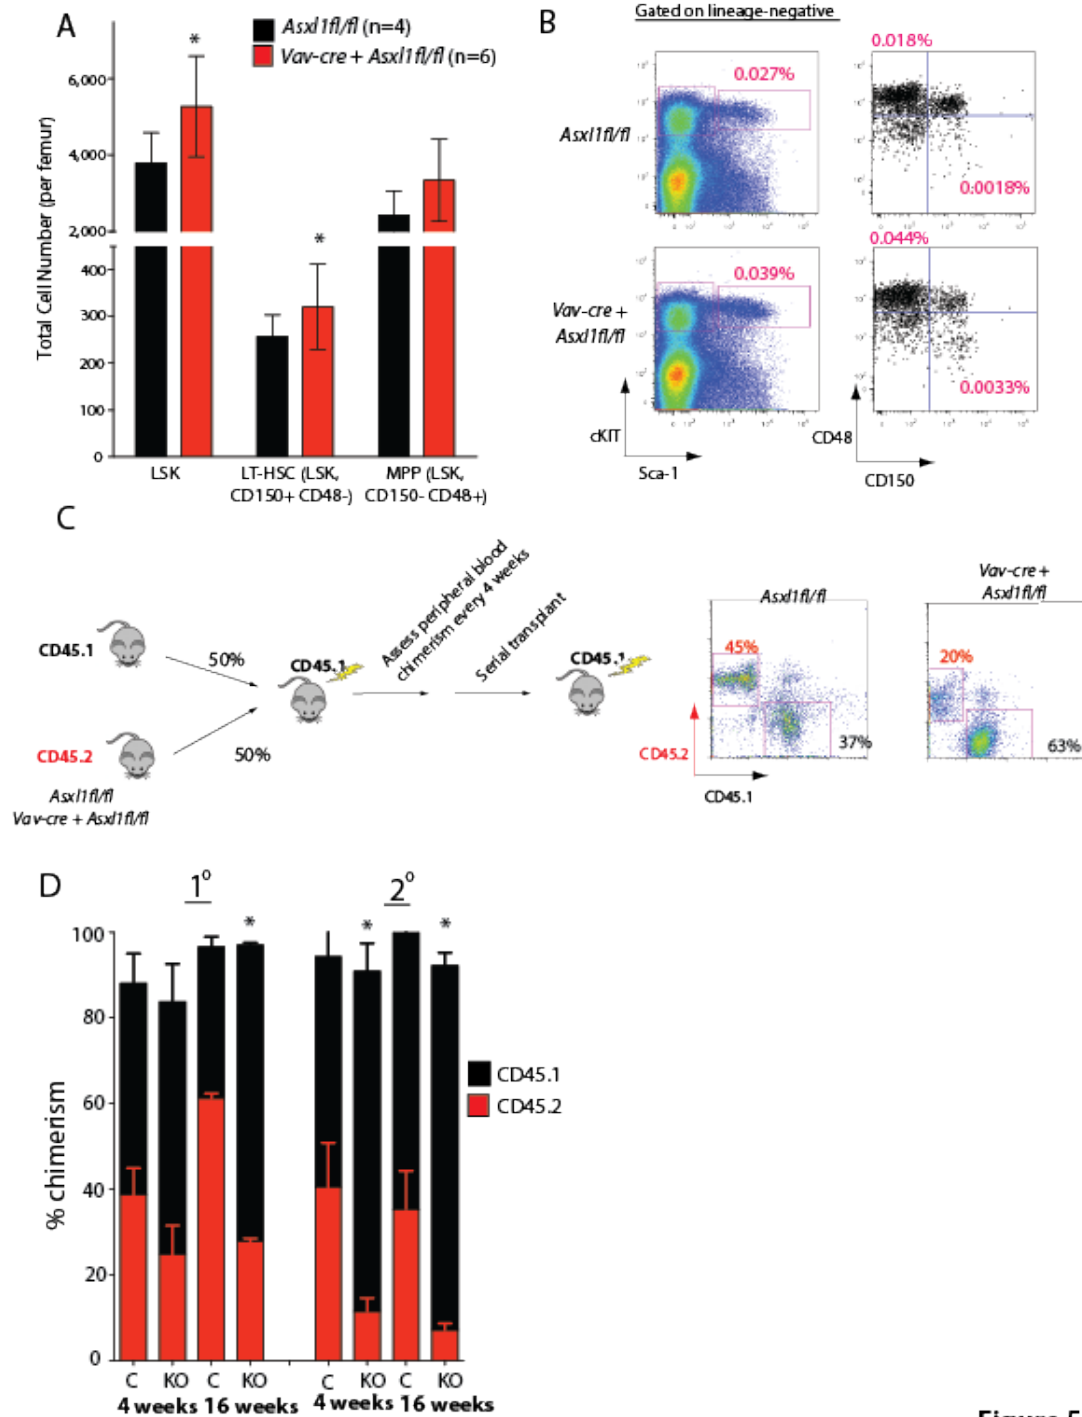 A
Asxl1fl/fl (n=4)
Vav-cre + Asxl1fl/fl (n=6)
*
6,000
4,000
2,000
400
300
200
100
0
*
Total Cell Number (per femur)
LSK
LT-HSC (LSK,
CD150+ CD48-)
MPP (LSK,
CD150- CD48+)
B
Gated on lineage-negative
0.018%
0.027%
Asxl1fl/fl
0.0018%
0.044%
0.039%
Vav-cre +
Asxl1fl/fl
0.0033%
cKIT
Sca-1
CD48
CD150
C
CD45.1
50%
CD45.2
50%
Asxl1fl/fl
Vav-cre + Asxl1fl/fl
CD45.1
Assess peripheral blood
chimerism every 4 weeks
Serial transplant
CD45.1
Asxl1fl/fl
45%
37%
CD45.2
CD45.1
Vav-cre +
Asxl1fl/fl
20%
63%
D
1°
2°
*
*
*
100
80
60
40
20
0
% chimerism
CD45.1
CD45.2
C KO C KO C KO C KO
4 weeks 16 weeks 4 weeks 16 weeks